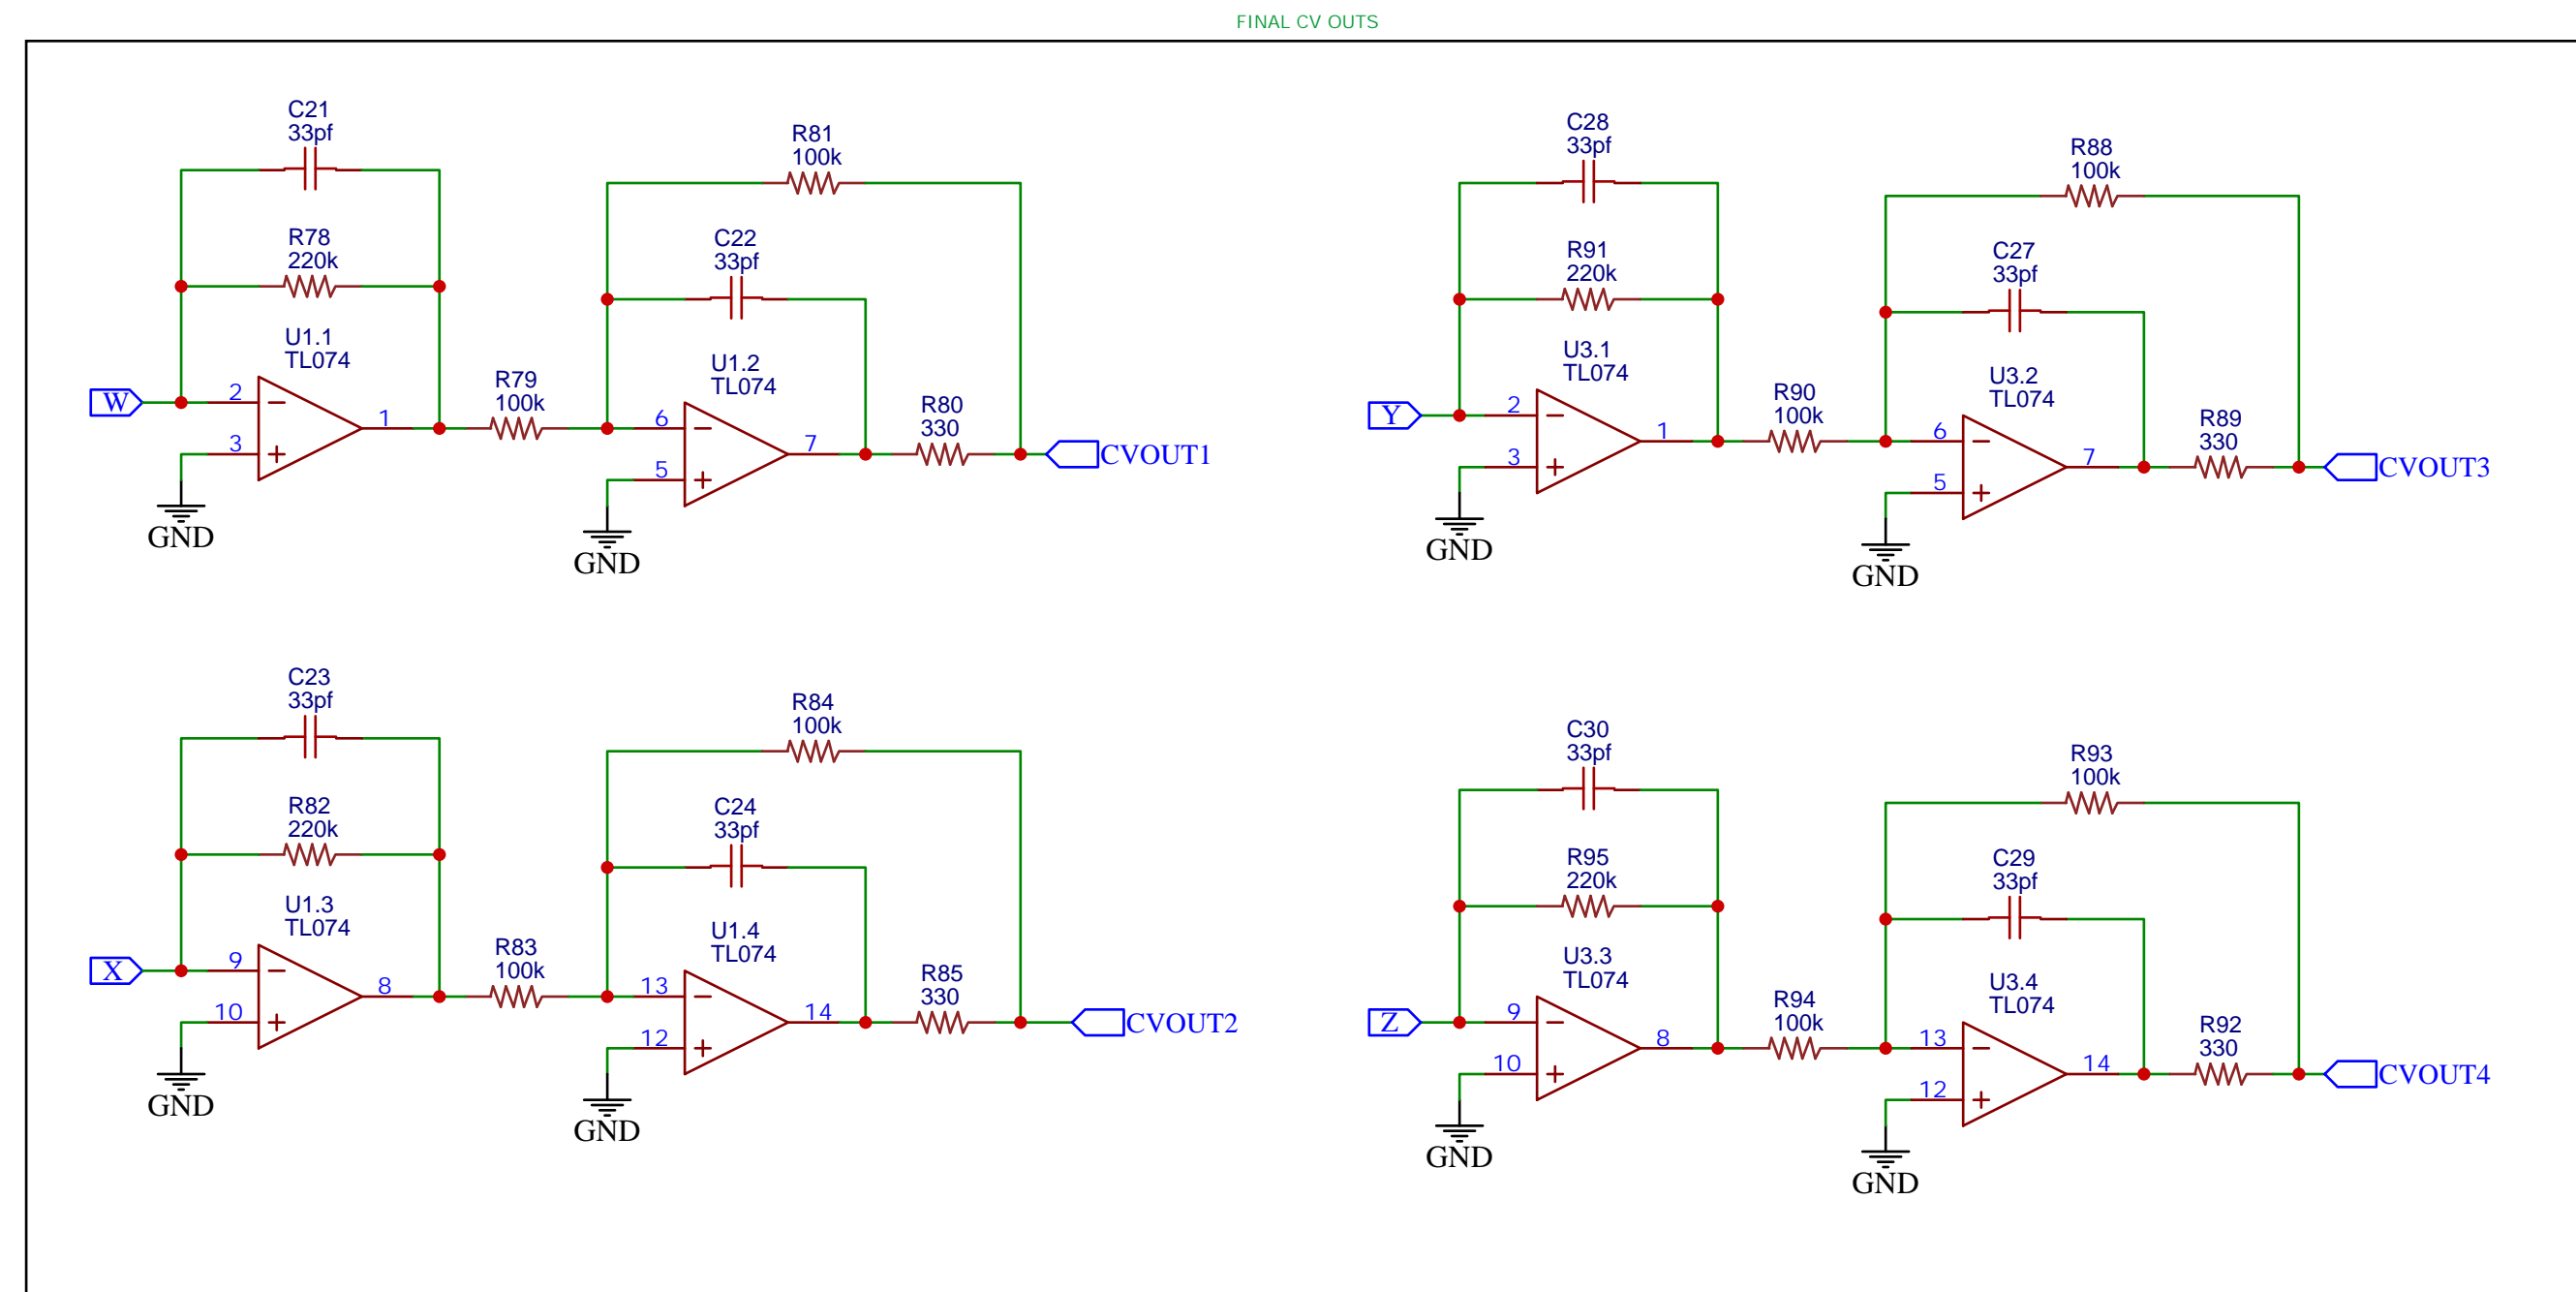 FINAL CV OUTS
C21
33pf
R78
220k
U1.1
TL074
W
2
3
1
GND
R79
100k
R81
100k
C22
33pf
U1.2
TL074
6
5
7
GND
R80
330
CVOUT1
C28
33pf
R91
220k
U3.1
TL074
Y
2
3
1
GND
R90
100k
R88
100k
C27
33pf
U3.2
TL074
6
5
7
GND
R89
330
CVOUT3
C23
33pf
R82
220k
U1.3
TL074
X
9
10
8
GND
R83
100k
R84
100k
C24
33pf
U1.4
TL074
13
12
14
GND
R85
330
CVOUT2
C30
33pf
R95
220k
U3.3
TL074
Z
9
10
8
GND
R94
100k
R93
100k
C29
33pf
U3.4
TL074
13
12
14
GND
R92
330
CVOUT4